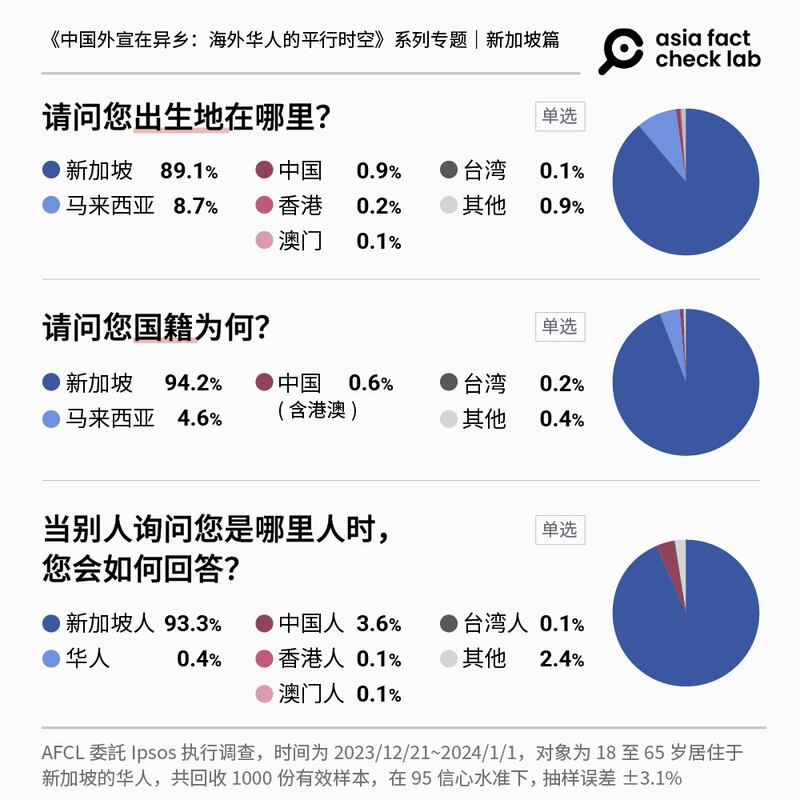 《中国外宣在异乡：海外华人的平行时空》系列专题｜新加坡篇
asia fact
check lab
请问您出生地在哪里？
单选
新加坡 89.1% 中国 0.9% 台湾 0.1%
马来西亚 8.7% 香港 0.2% 其他 0.9%
澳门 0.1%
请问您国籍为何？
单选
新加坡 94.2% 中国 0.6% 台湾 0.2%
（含港澳）
马来西亚 4.6% 其他 0.4%
当别人询问您是哪里人时，
单选
您会如何回答？
新加坡人 93.3% 中国人 3.6% 台湾人 0.1%
华人 0.4% 香港人 0.1% 其他 2.4%
澳门人 0.1%
AFCL 委託 Ipsos 执行调查，时间为 2023/12/21~2024/1/1，对象为 18 至 65 岁居住于
新加坡的华人，共回收 1000 份有效样本，在 95 信心水准下，抽样误差 ±3.1%